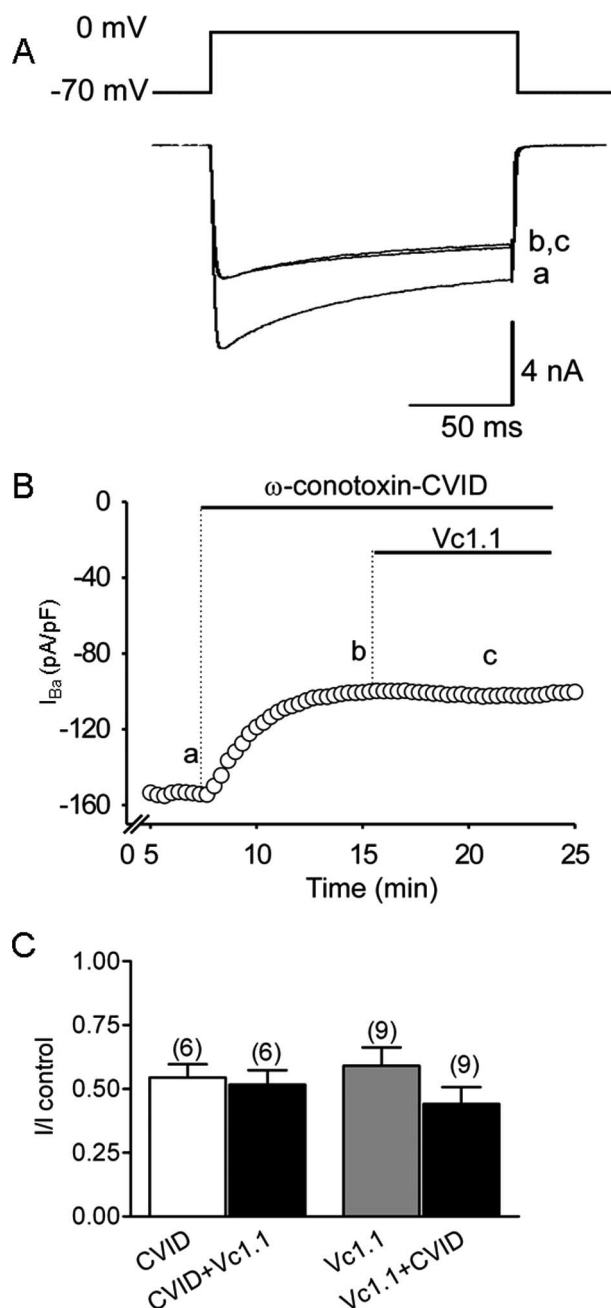 A
0 mV
-70 mV
b,c
a
4 nA
50 ms
B
ω-conotoxin-CVID
Vc1.1
0
-40
-80
-120
-160
I_Ba (pA/pF)
a
b
c
0 5 10 15 20 25
Time (min)
C
1.00
0.75
0.50
0.25
0.00
I/I control
(6) (6) (9) (9)
CVID
CVID+Vc1.1
Vc1.1
Vc1.1+CVID